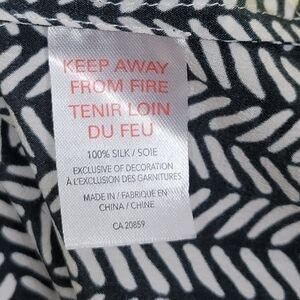 KEEP AWAY
FROM FIRE
TENIR LOIN
DU FEU
100% SILK / SOIE
EXCLUSIVE OF DECORATION
À L'EXCLUSION DES GARNITURES
MADE IN / FABRIQUÉ EN
CHINA / CHINE
CA 20859